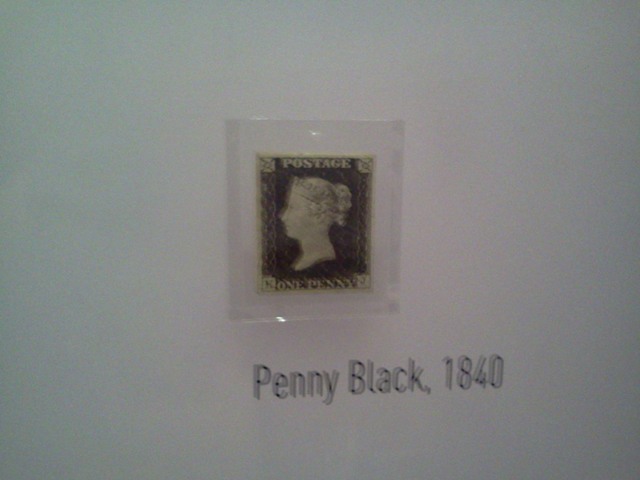 POSTAGE
ONE PENNY
Penny Black, 1840